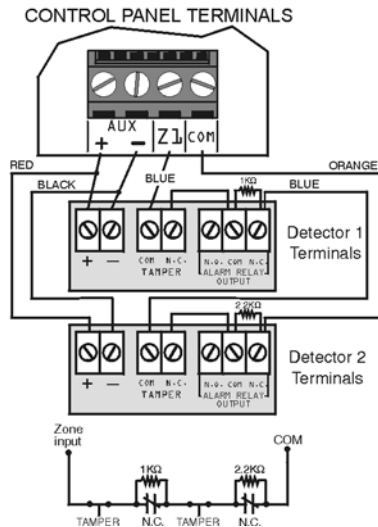 CONTROL PANEL TERMINALS
AUX
+ − Z1 COM
RED
ORANGE
BLACK
BLUE
1KΩ
BLUE
Detector 1
Terminals
+ − COM N.C. N.O. COM N.C.
TAMPER
ALARM RELAY
OUTPUT
2.2KΩ
Detector 2
Terminals
+ − COM N.C. N.O. COM N.C.
TAMPER
ALARM RELAY
OUTPUT
Zone
input
COM
1KΩ 2.2KΩ
TAMPER N.C. TAMPER N.C.